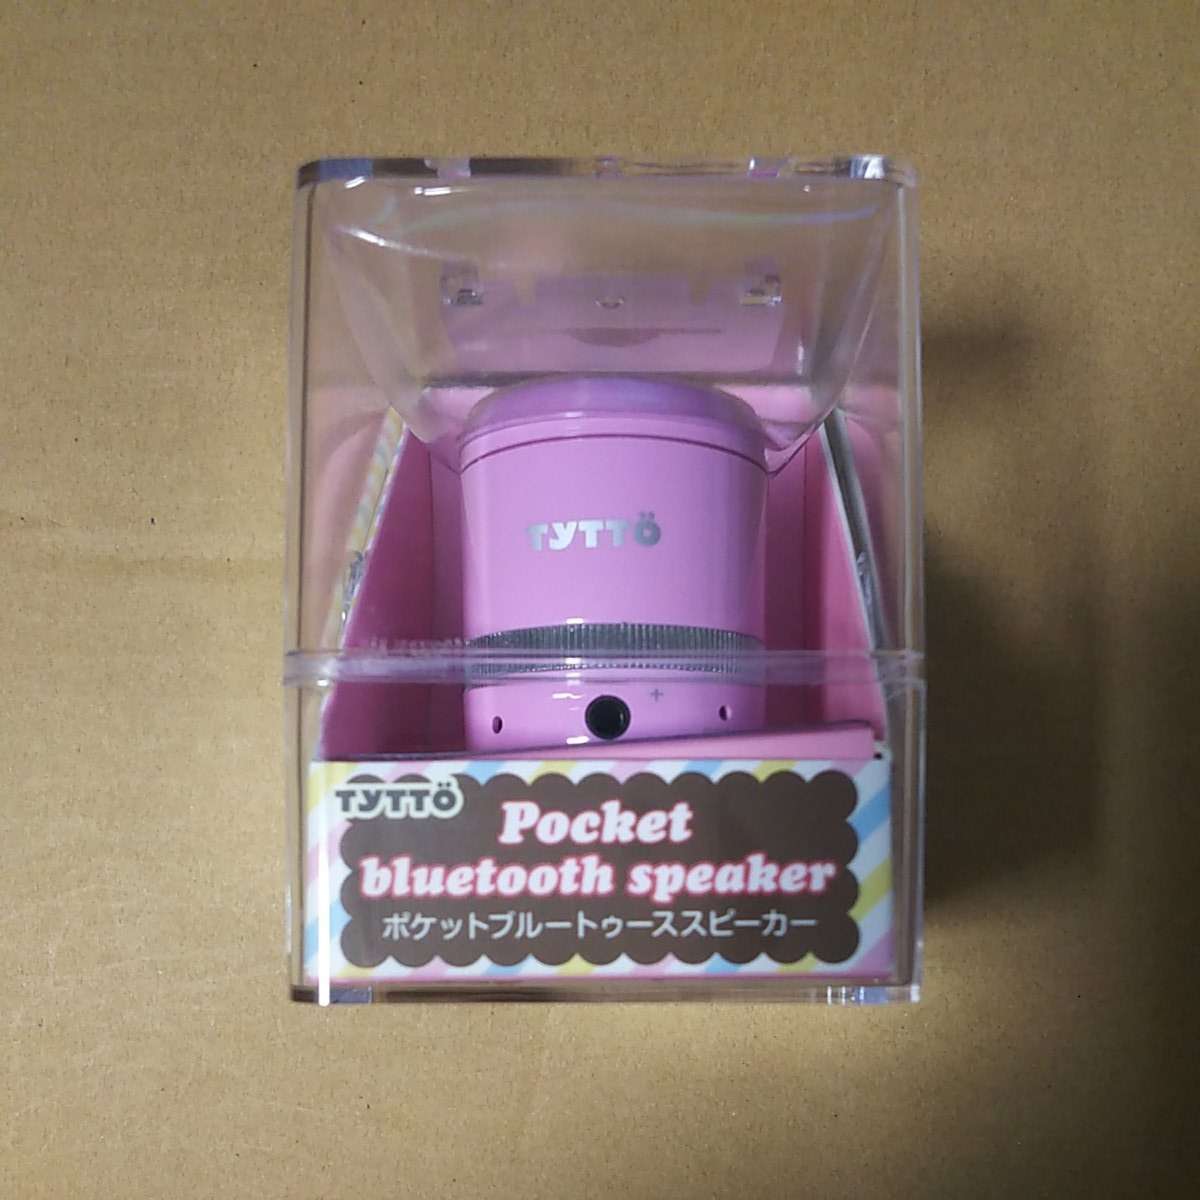 TYTTÖ
+
TYTTÖ
Pocket
bluetooth speaker
ポケットブルートゥーススピーカー